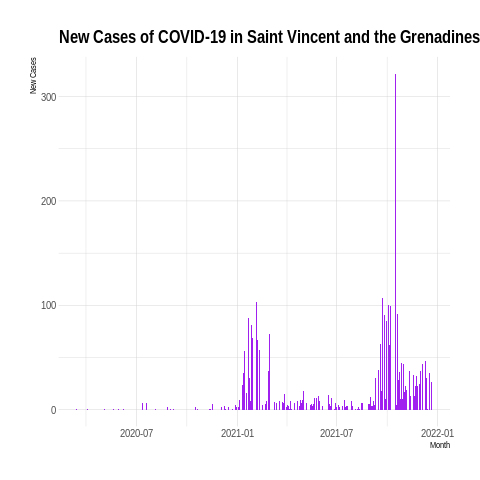 New Cases of COVID-19 in Saint Vincent and the Grenadines
New Cases
300
200
100
0
2020-07
2021-01
2021-07
2022-01
Month